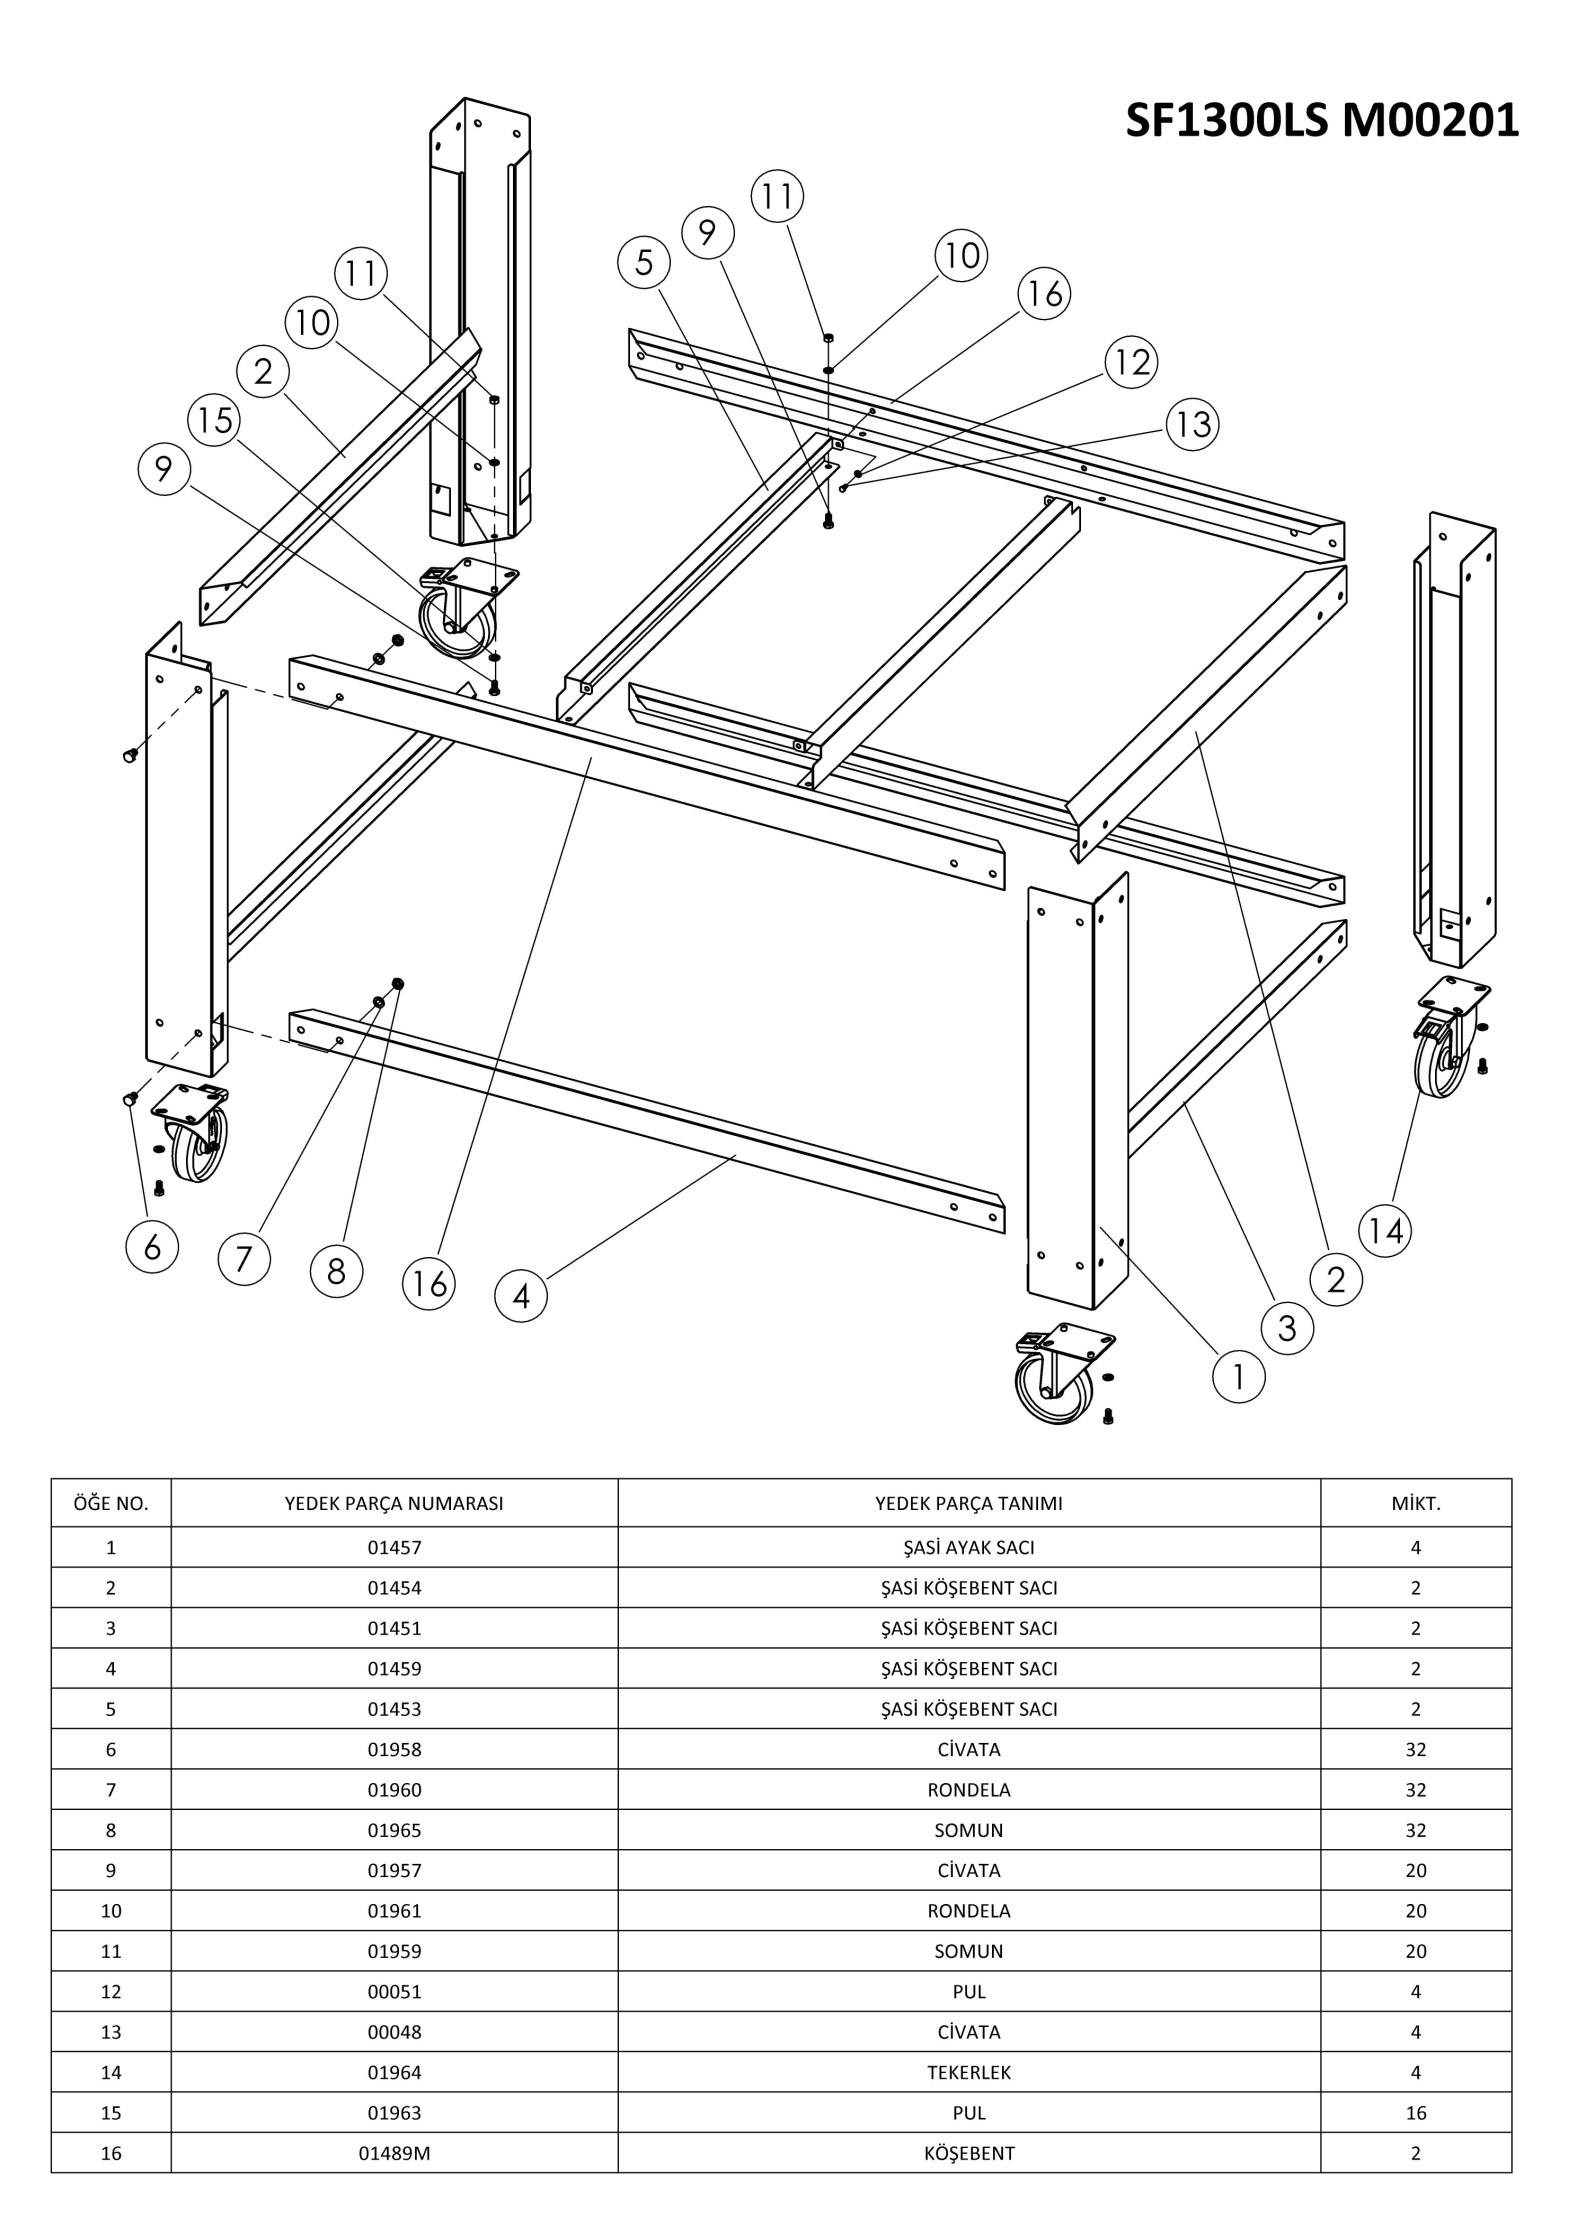 SF1300LS M00201
11
9
10
5
11
16
10
12
2
15
13
9
14
6
7
8
16
4
2
3
1
ÖĞE NO. YEDEK PARÇA NUMARASI YEDEK PARÇA TANIMI MİKT.
1 01457 ŞASİ AYAK SACI 4
2 01454 ŞASİ KÖŞEBENT SACI 2
3 01451 ŞASİ KÖŞEBENT SACI 2
4 01459 ŞASİ KÖŞEBENT SACI 2
5 01453 ŞASİ KÖŞEBENT SACI 2
6 01958 CİVATA 32
7 01960 RONDELA 32
8 01965 SOMUN 32
9 01957 CİVATA 20
10 01961 RONDELA 20
11 01959 SOMUN 20
12 00051 PUL 4
13 00048 CİVATA 4
14 01964 TEKERLEK 4
15 01963 PUL 16
16 01489M KÖŞEBENT 2